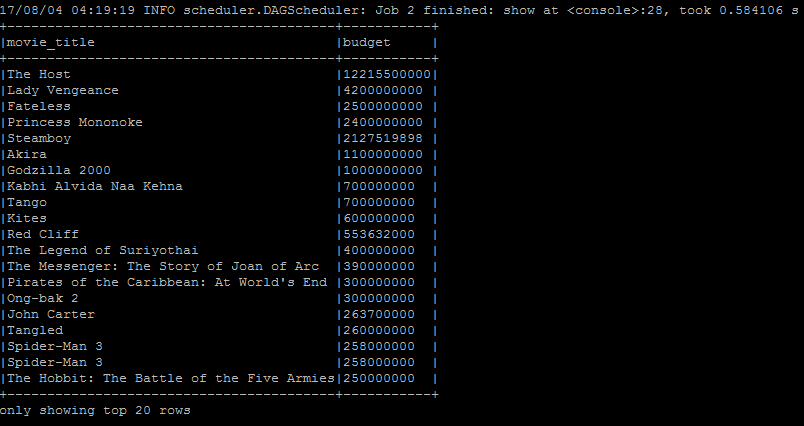 17/08/04 04:19:19 INFO scheduler.DAGScheduler: Job 2 finished: show at <console>:28, took 0.584106 s
+-----------------------------------------+-----------+
|movie_title                              |budget     |
+-----------------------------------------+-----------+
|The Host                                 |12215500000|
|Lady Vengeance                           |4200000000 |
|Fateless                                 |2500000000 |
|Princess Mononoke                        |2400000000 |
|Steamboy                                 |2127519898 |
|Akira                                    |1100000000 |
|Godzilla 2000                            |1000000000 |
|Kabhi Alvida Naa Kehna                   |700000000  |
|Tango                                    |700000000  |
|Kites                                    |600000000  |
|Red Cliff                                |553632000  |
|The Legend of Suriyothai                 |400000000  |
|The Messenger: The Story of Joan of Arc  |390000000  |
|Pirates of the Caribbean: At World's End |300000000  |
|Ong-bak 2                                |300000000  |
|John Carter                              |263700000  |
|Tangled                                  |260000000  |
|Spider-Man 3                             |258000000  |
|Spider-Man 3                             |258000000  |
|The Hobbit: The Battle of the Five Armies|250000000  |
+-----------------------------------------+-----------+
only showing top 20 rows